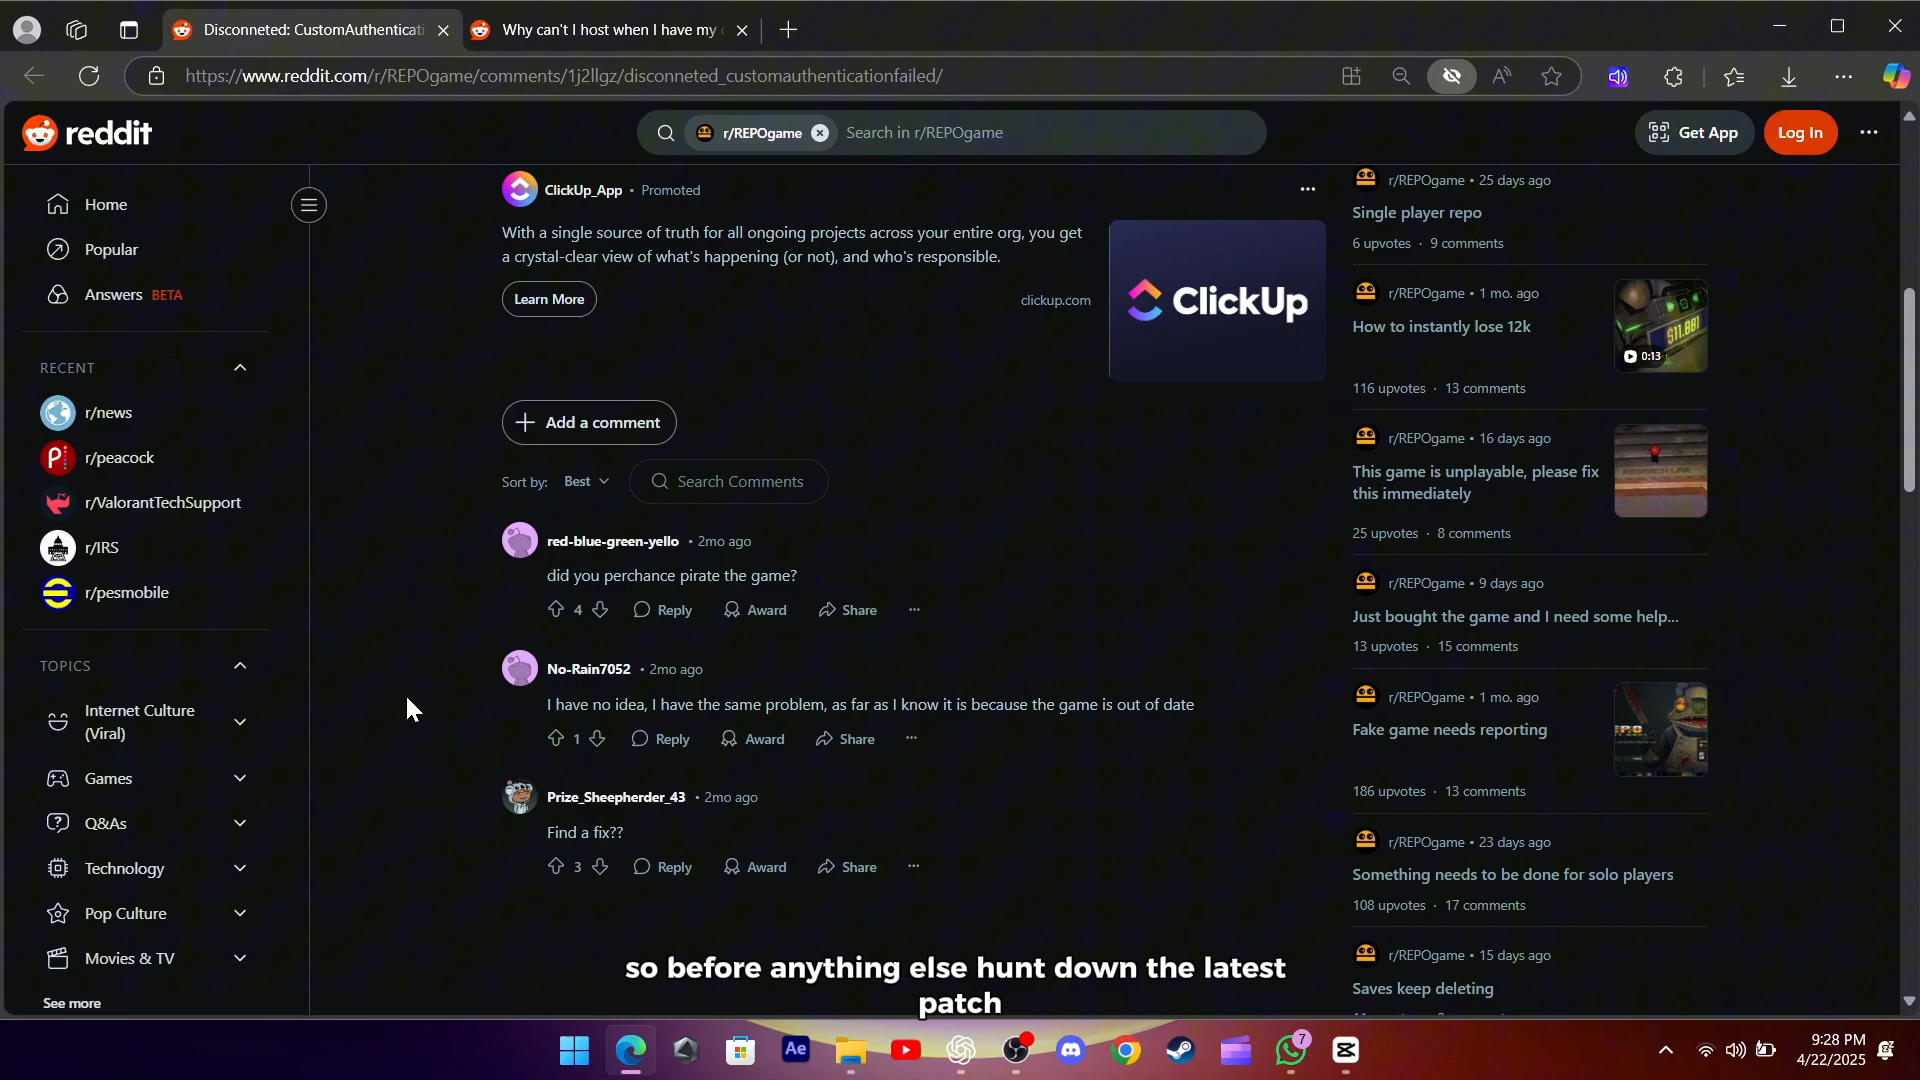 Disconneted: CustomAuthenticati
Why can't I host when I have my
https://www.reddit.com/r/REPOgame/comments/1j2llgz/disconneted_customauthenticationfailed/
reddit
r/REPOgame
Search in r/REPOgame
Get App
Log In
Home
Popular
Answers BETA
RECENT
r/news
r/peacock
r/ValorantTechSupport
r/IRS
r/pesmobile
TOPICS
Internet Culture
(Viral)
Games
Q&As
Technology
Pop Culture
Movies & TV
See more
ClickUp_App • Promoted
With a single source of truth for all ongoing projects across your entire org, you get
a crystal-clear view of what's happening (or not), and who's responsible.
Learn More
clickup.com
ClickUp
Add a comment
Sort by: Best
Search Comments
red-blue-green-yello • 2mo ago
did you perchance pirate the game?
4 Reply Award Share
No-Rain7052 • 2mo ago
I have no idea, I have the same problem, as far as I know it is because the game is out of date
1 Reply Award Share
Prize_Sheepherder_43 • 2mo ago
Find a fix??
3 Reply Award Share
r/REPOgame • 25 days ago
Single player repo
6 upvotes · 9 comments
r/REPOgame • 1 mo. ago
How to instantly lose 12k
$11.881
0:13
116 upvotes · 13 comments
r/REPOgame • 16 days ago
This game is unplayable, please fix
this immediately
25 upvotes · 8 comments
r/REPOgame • 9 days ago
Just bought the game and I need some help...
13 upvotes · 15 comments
r/REPOgame • 1 mo. ago
Fake game needs reporting
186 upvotes · 13 comments
r/REPOgame • 23 days ago
Something needs to be done for solo players
108 upvotes · 17 comments
r/REPOgame • 15 days ago
Saves keep deleting
so before anything else hunt down the latest
patch
Ae
7
9:28 PM
4/22/2025